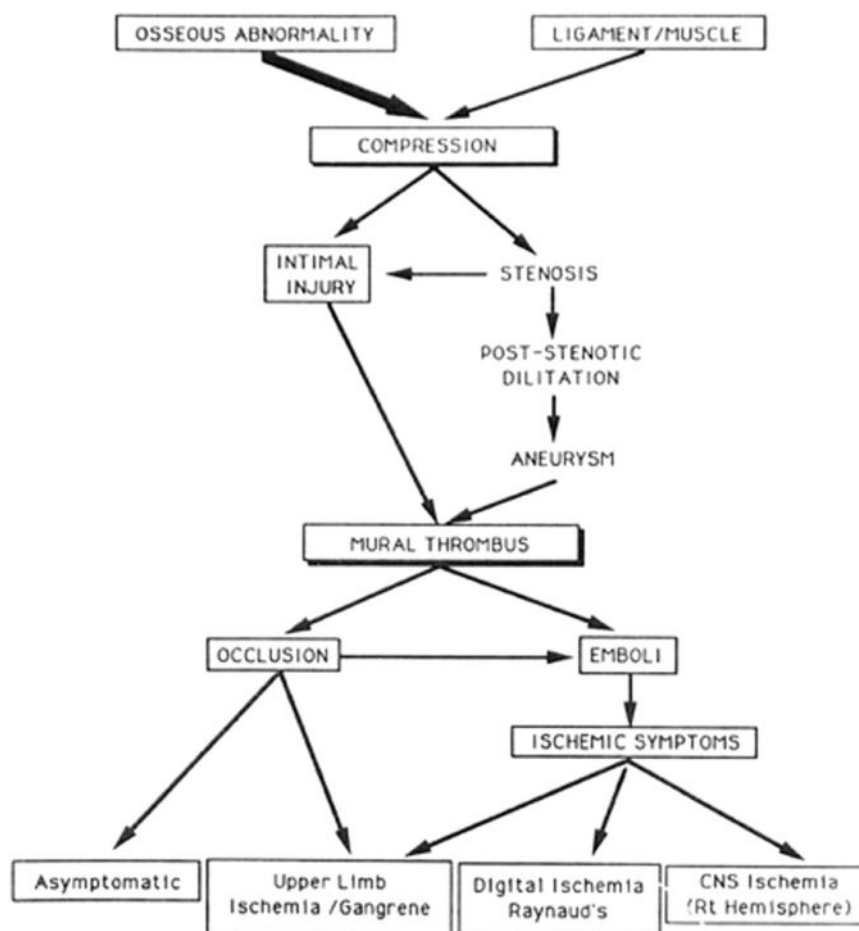 OSSEOUS ABNORMALITY
LIGAMENT/MUSCLE
COMPRESSION
INTIMAL
INJURY
STENOSIS
POST-STENOTIC
DILITATION
ANEURYSM
MURAL THROMBUS
OCCLUSION
EMBOLI
ISCHEMIC SYMPTOMS
Asymptomatic
Upper Limb
Ischemia /Gangrene
Digital Ischemia
Raynaud's
CNS Ischemia
(Rt Hemisphere)